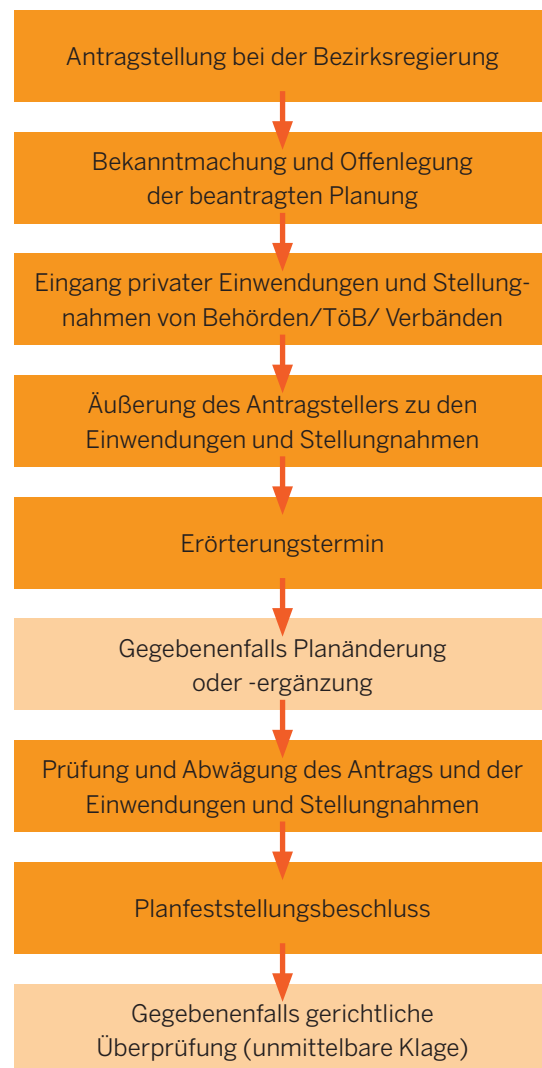 Antragstellung bei der Bezirksregierung
Bekanntmachung und Offenlegung
der beantragten Planung
Eingang privater Einwendungen und Stellung-
nahmen von Behörden/TöB/ Verbänden
Äußerung des Antragstellers zu den
Einwendungen und Stellungnahmen
Erörterungstermin
Gegebenenfalls Planänderung
oder -ergänzung
Prüfung und Abwägung des Antrags und der
Einwendungen und Stellungnahmen
Planfeststellungsbeschluss
Gegebenenfalls gerichtliche
Überprüfung (unmittelbare Klage)